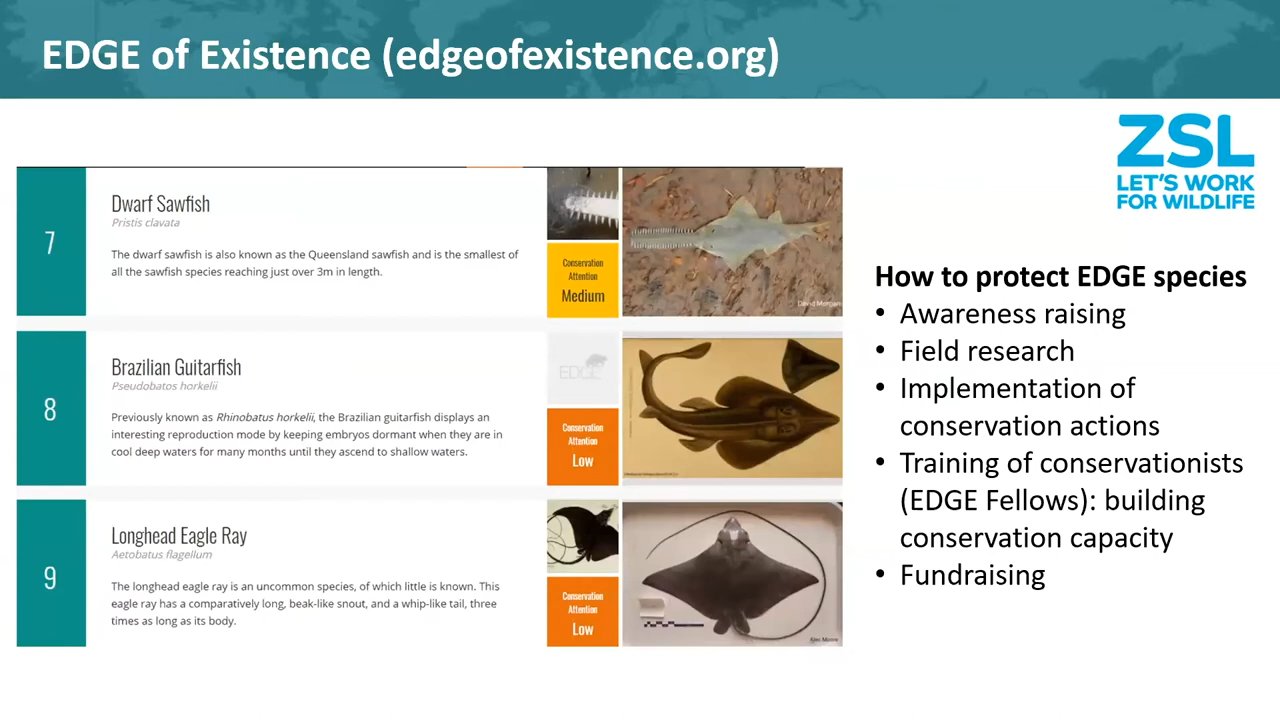 EDGE of Existence (edgeofexistence.org)
ZSL
LET'S WORK
FOR WILDLIFE
7
Dwarf Sawfish
Pristis clavata
The dwarf sawfish is also known as the Queensland sawfish and is the smallest of
all the sawfish species reaching just over 3m in length.
Conservation
Attention
Medium
David Morgan
8
Brazilian Guitarfish
Pseudobatos horkelii
Previously known as Rhinobatus horkelii, the Brazilian guitarfish displays an
interesting reproduction mode by keeping embryos dormant when they are in
cool deep waters for many months until they ascend to shallow waters.
EDGE
Conservation
Attention
Low
9
Longhead Eagle Ray
Aetobatus flagellum
The longhead eagle ray is an uncommon species, of which little is known. This
eagle ray has a comparatively long, beak-like snout, and a whip-like tail, three
times as long as its body.
Conservation
Attention
Low
Alec Moore
How to protect EDGE species
• Awareness raising
• Field research
• Implementation of
conservation actions
• Training of conservationists
(EDGE Fellows): building
conservation capacity
• Fundraising